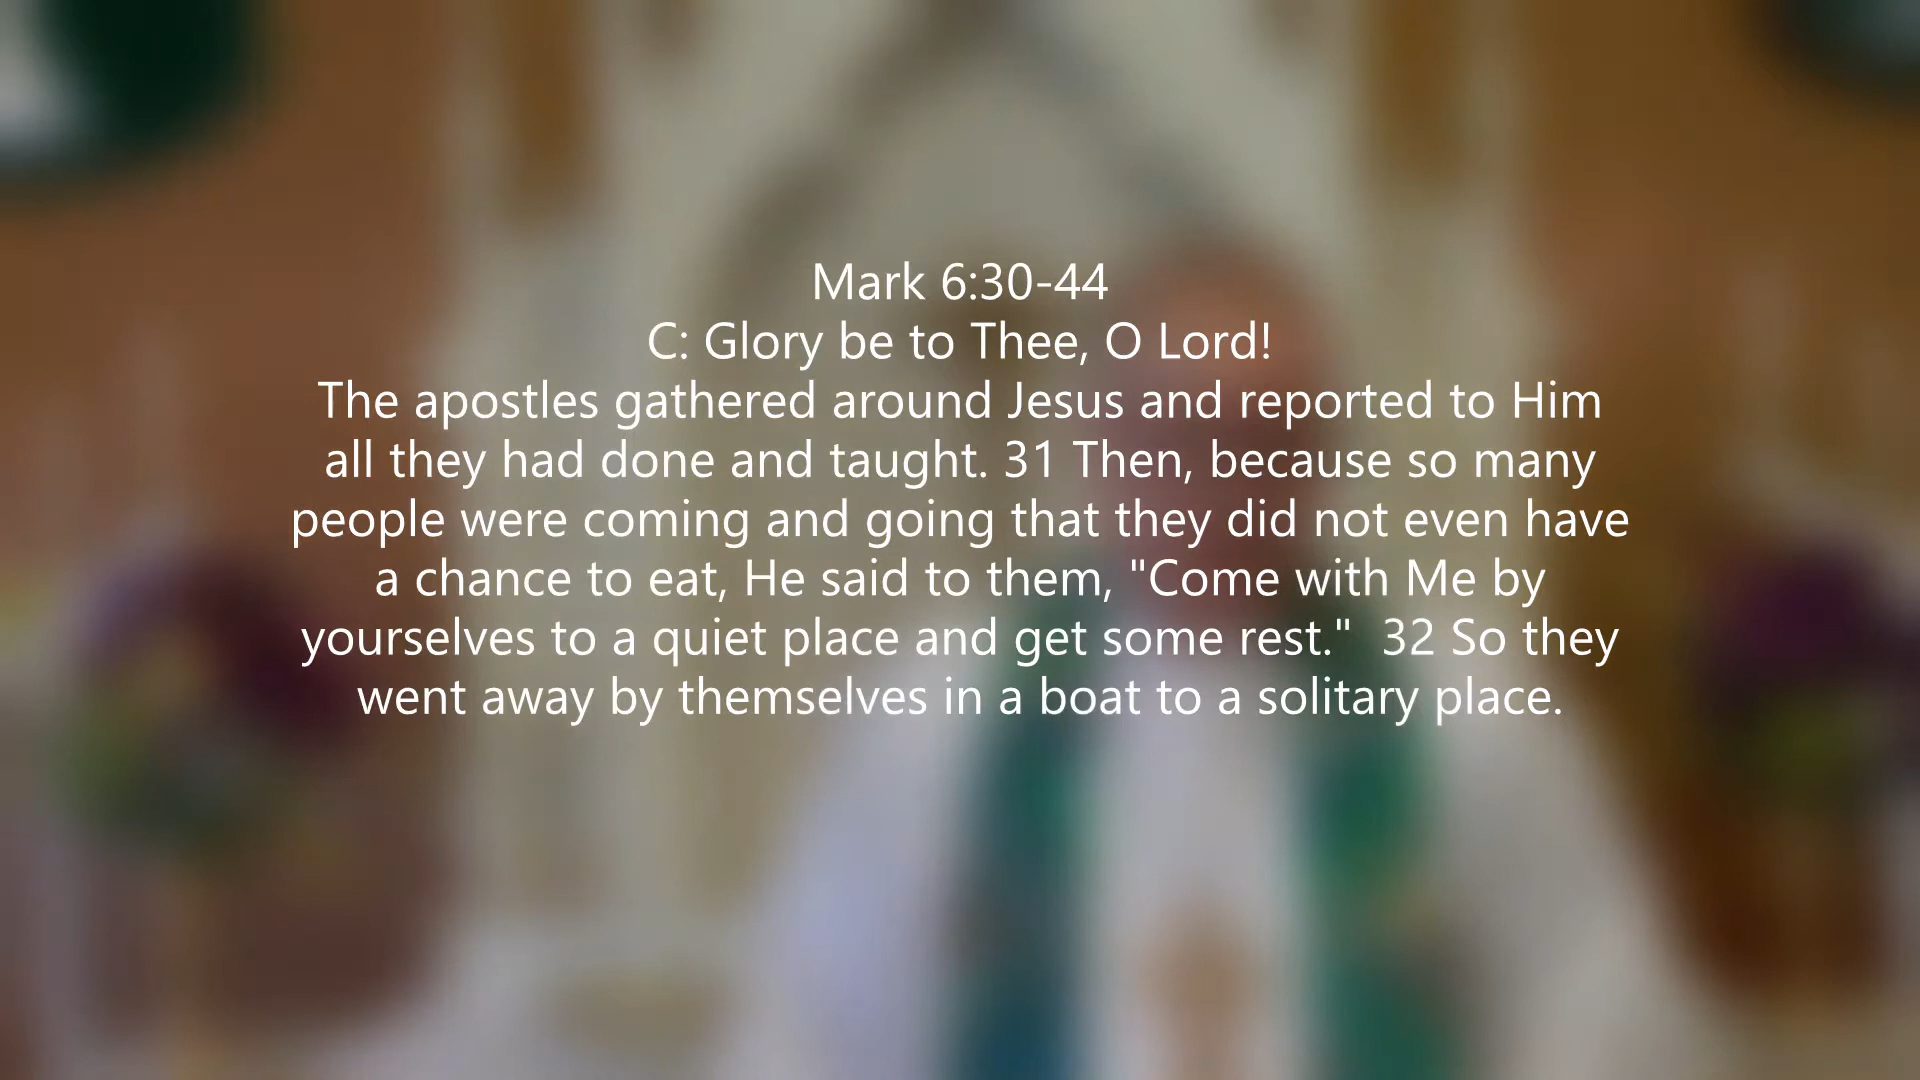 Mark 6:30-44
C: Glory be to Thee, O Lord!
The apostles gathered around Jesus and reported to Him
all they had done and taught. 31 Then, because so many
people were coming and going that they did not even have
a chance to eat, He said to them, "Come with Me by
yourselves to a quiet place and get some rest."  32 So they
went away by themselves in a boat to a solitary place.